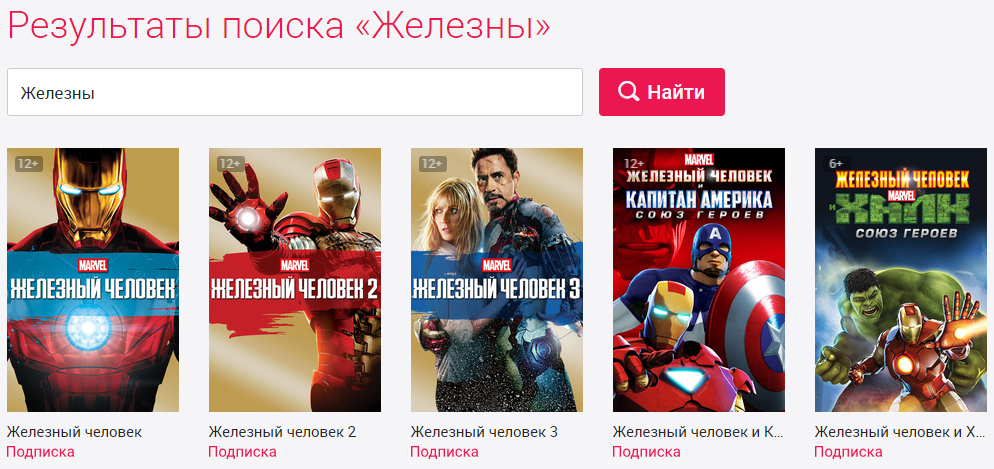 Результаты поиска «Железны»
Железны
Найти
12+
MARVEL
ЖЕЛЕЗНЫЙ ЧЕЛОВЕК
Железный человек
Подписка
12+
MARVEL
ЖЕЛЕЗНЫЙ ЧЕЛОВЕК 2
Железный человек 2
Подписка
12+
MARVEL
ЖЕЛЕЗНЫЙ ЧЕЛОВЕК 3
Железный человек 3
Подписка
12+
MARVEL
ЖЕЛЕЗНЫЙ ЧЕЛОВЕК
И
КАПИТАН АМЕРИКА
СОЮЗ ГЕРОЕВ
A
Железный человек и К...
Подписка
6+
ЖЕЛЕЗНЫЙ ЧЕЛОВЕК
MARVEL
И ХАЛК
СОЮЗ ГЕРОЕВ
Железный человек и Х...
Подписка